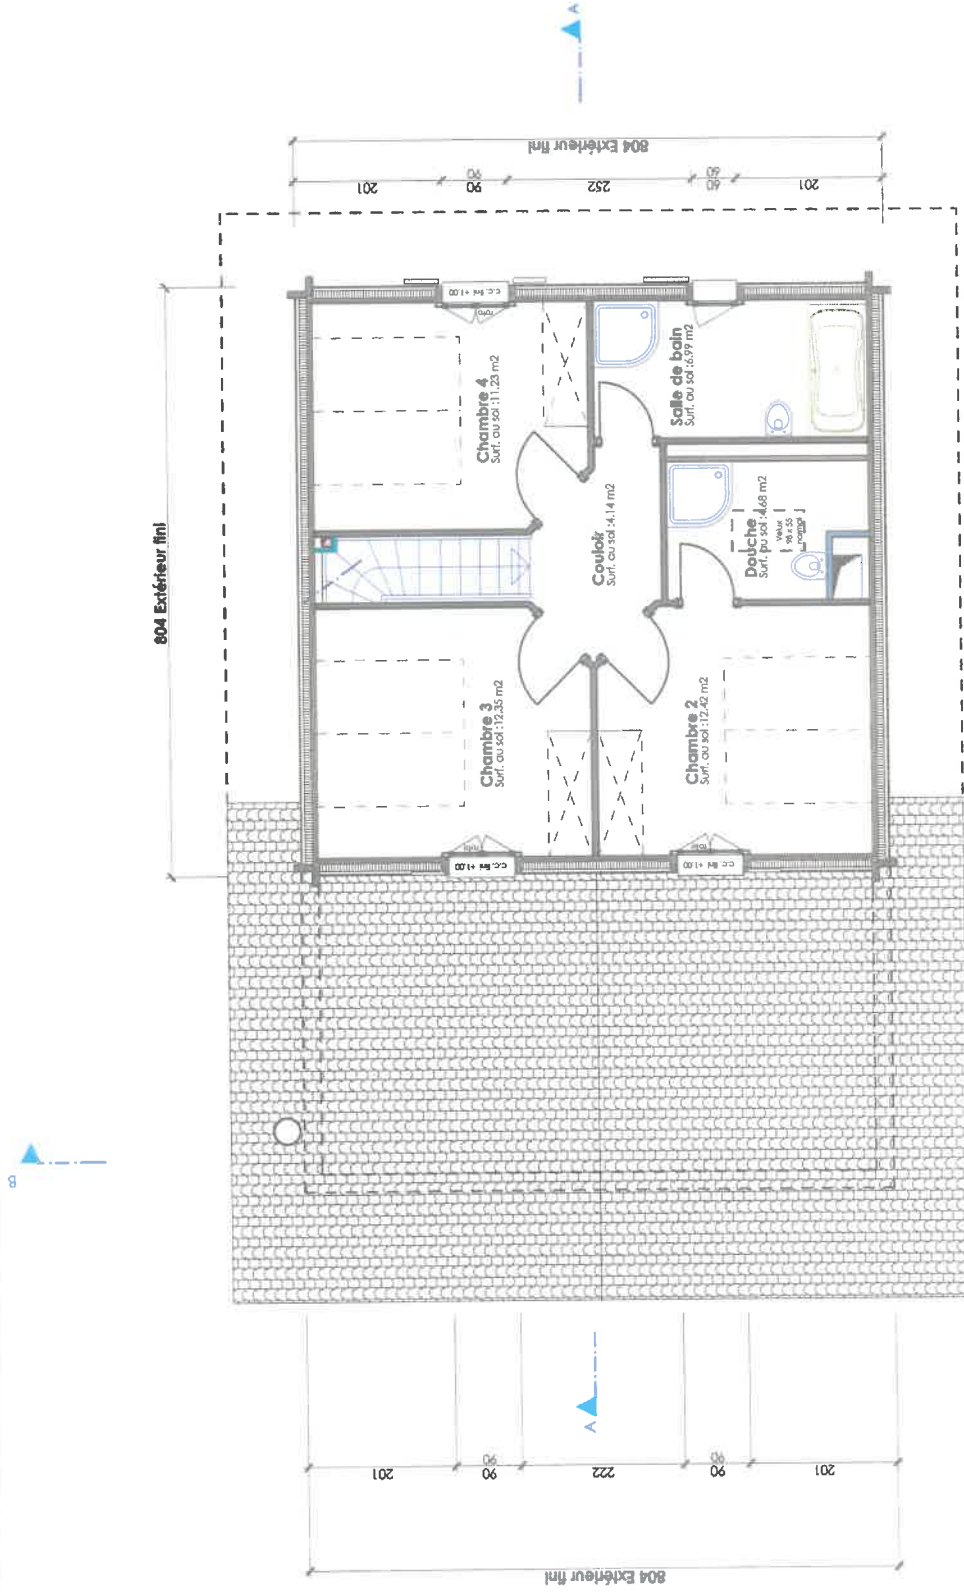 A
804 Extérieur fini
201
90
90
252
60
60
201
804 Extérieur fini
c.c. fini +1.00
Chambre 4
Surf. au sol :11.23 m2
Salle de bain
Surf. au sol :6.99 m2
Couloir
Surf. au sol :4.14 m2
Douche
Surf. au sol :4.68 m2
Velux
98 x 55
normal
Chambre 3
Surf. au sol :12.35 m2
Chambre 2
Surf. au sol :12.42 m2
c.c. fini +1.00
c.c. fini +1.00
B
A
201
90
90
222
90
90
201
804 Extérieur fini